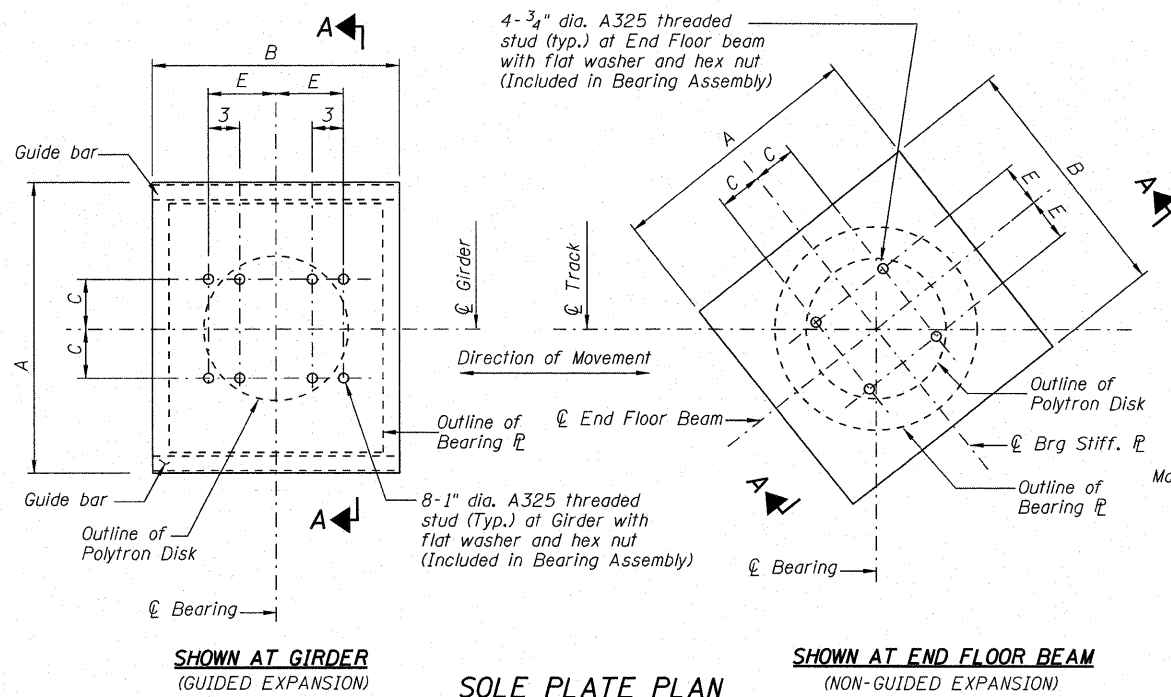 A
B
E E
3 3
Guide bar
A
C
C
℄ Girder
Guide bar
Outline of
Polytron Disk
Outline of
Bearing ℙL
A
8-1" dia. A325 threaded
stud (Typ.) at Girder with
flat washer and hex nut
(Included in Bearing Assembly)
℄ Bearing
SHOWN AT GIRDER
(GUIDED EXPANSION)
Direction of Movement
4-3/4" dia. A325 threaded
stud (typ.) at End Floor beam
with flat washer and hex nut
(Included in Bearing Assembly)
A
B
C C
E
E
A
℄ Track
℄ End Floor Beam
Outline of
Polytron Disk
℄ Brg Stiff. ℙL
Outline of
Bearing ℙL
A
℄ Bearing
SHOWN AT END FLOOR BEAM
(NON-GUIDED EXPANSION)
SOLE PLATE PLAN